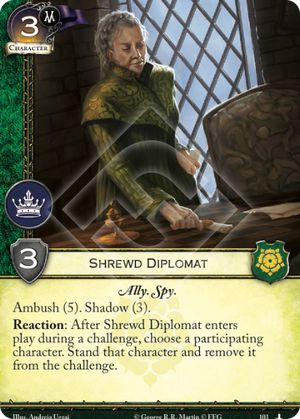 3
CHARACTER
3
SHREWD DIPLOMAT
Ally. Spy.
Ambush (5). Shadow (3).
Reaction: After Shrewd Diplomat enters
play during a challenge, choose a participating
character. Stand that character and remove it
from the challenge.
Illus. Andreia Ugrai
© George R.R. Martin © FFG
103